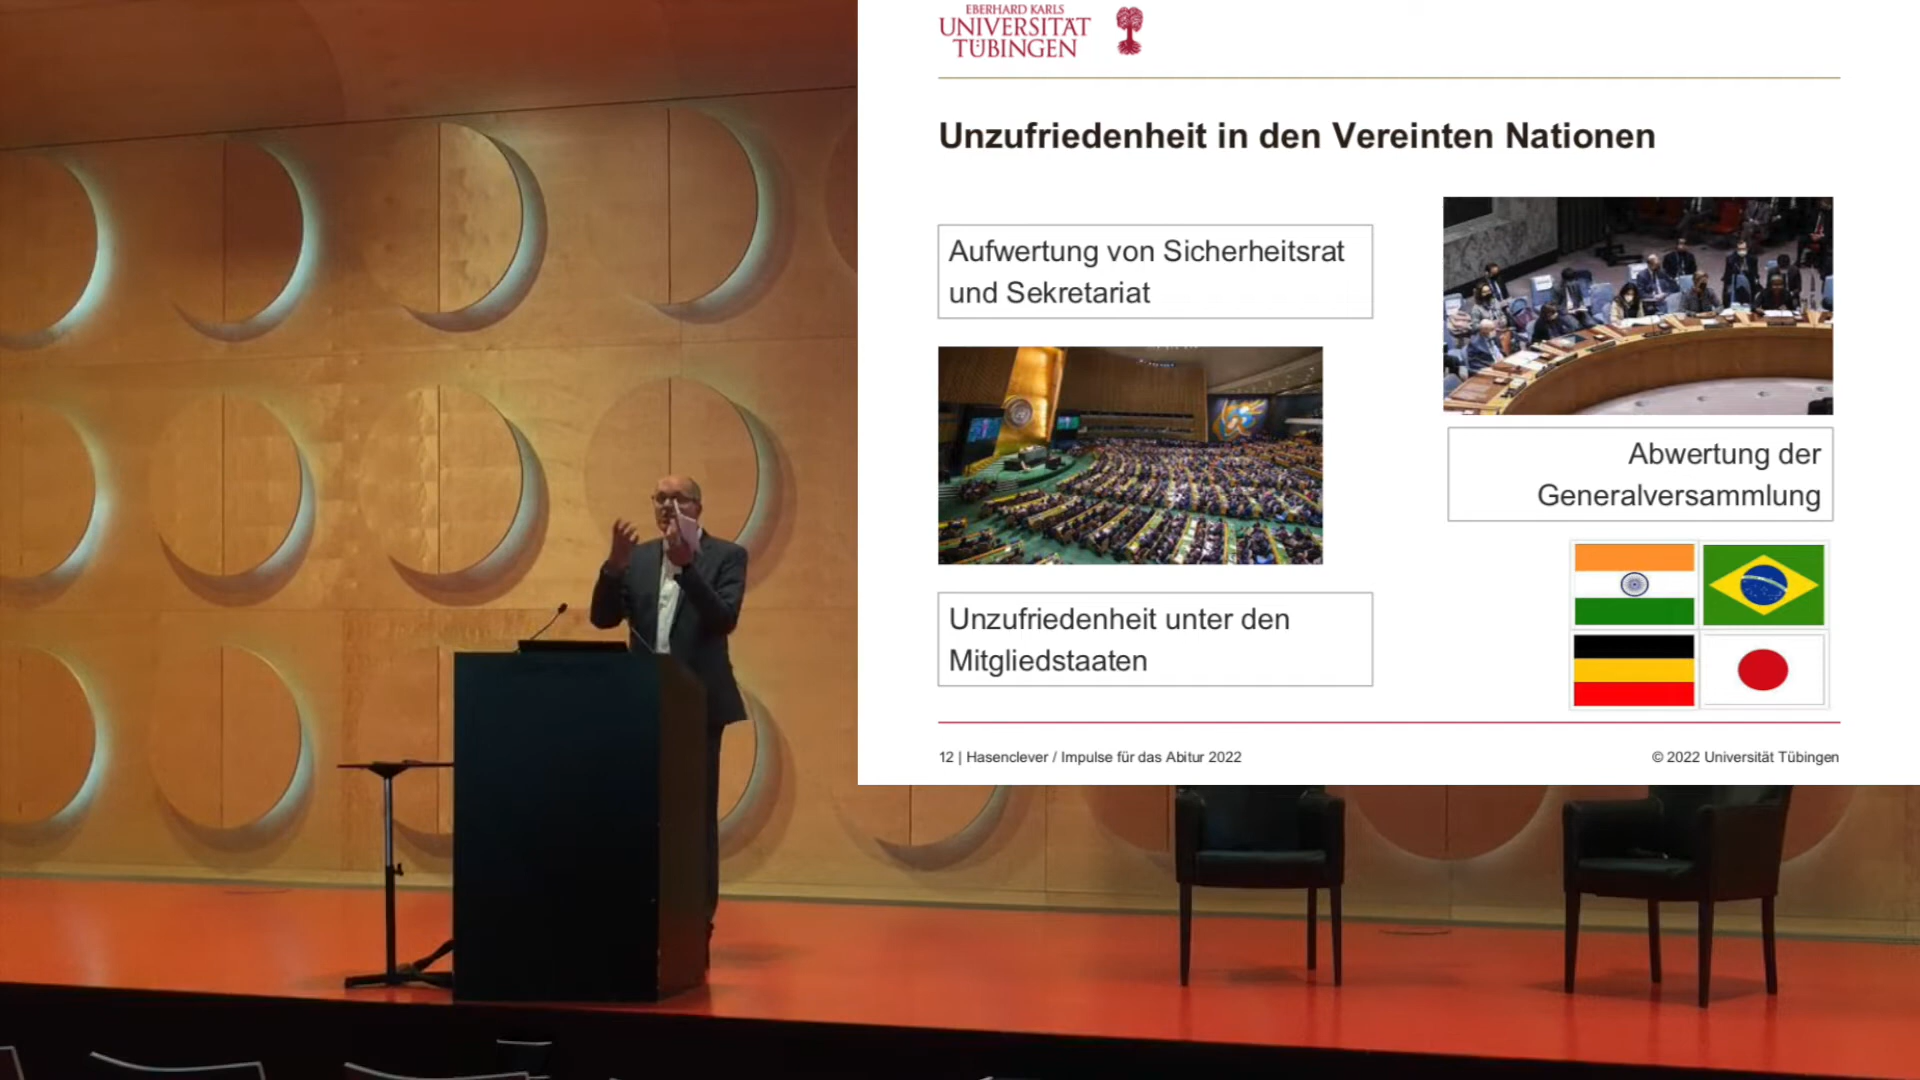 EBERHARD KARLS
UNIVERSITÄT
TÜBINGEN
Unzufriedenheit in den Vereinten Nationen
Aufwertung von Sicherheitsrat
und Sekretariat
Abwertung der
Generalversammlung
Unzufriedenheit unter den
Mitgliedstaaten
12 | Hasenclever / Impulse für das Abitur 2022
© 2022 Universität Tübingen